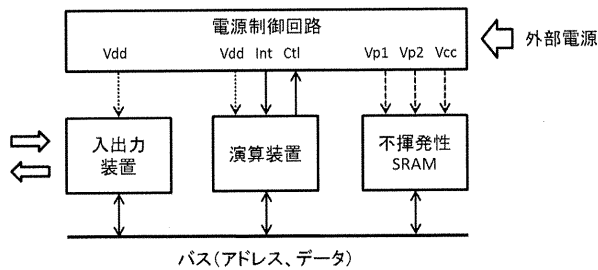 電源制御回路
外部電源
Vdd
Vdd Int Ctl
Vp1 Vp2 Vcc
入出力
装置
演算装置
不揮発性
SRAM
バス(アドレス、データ)